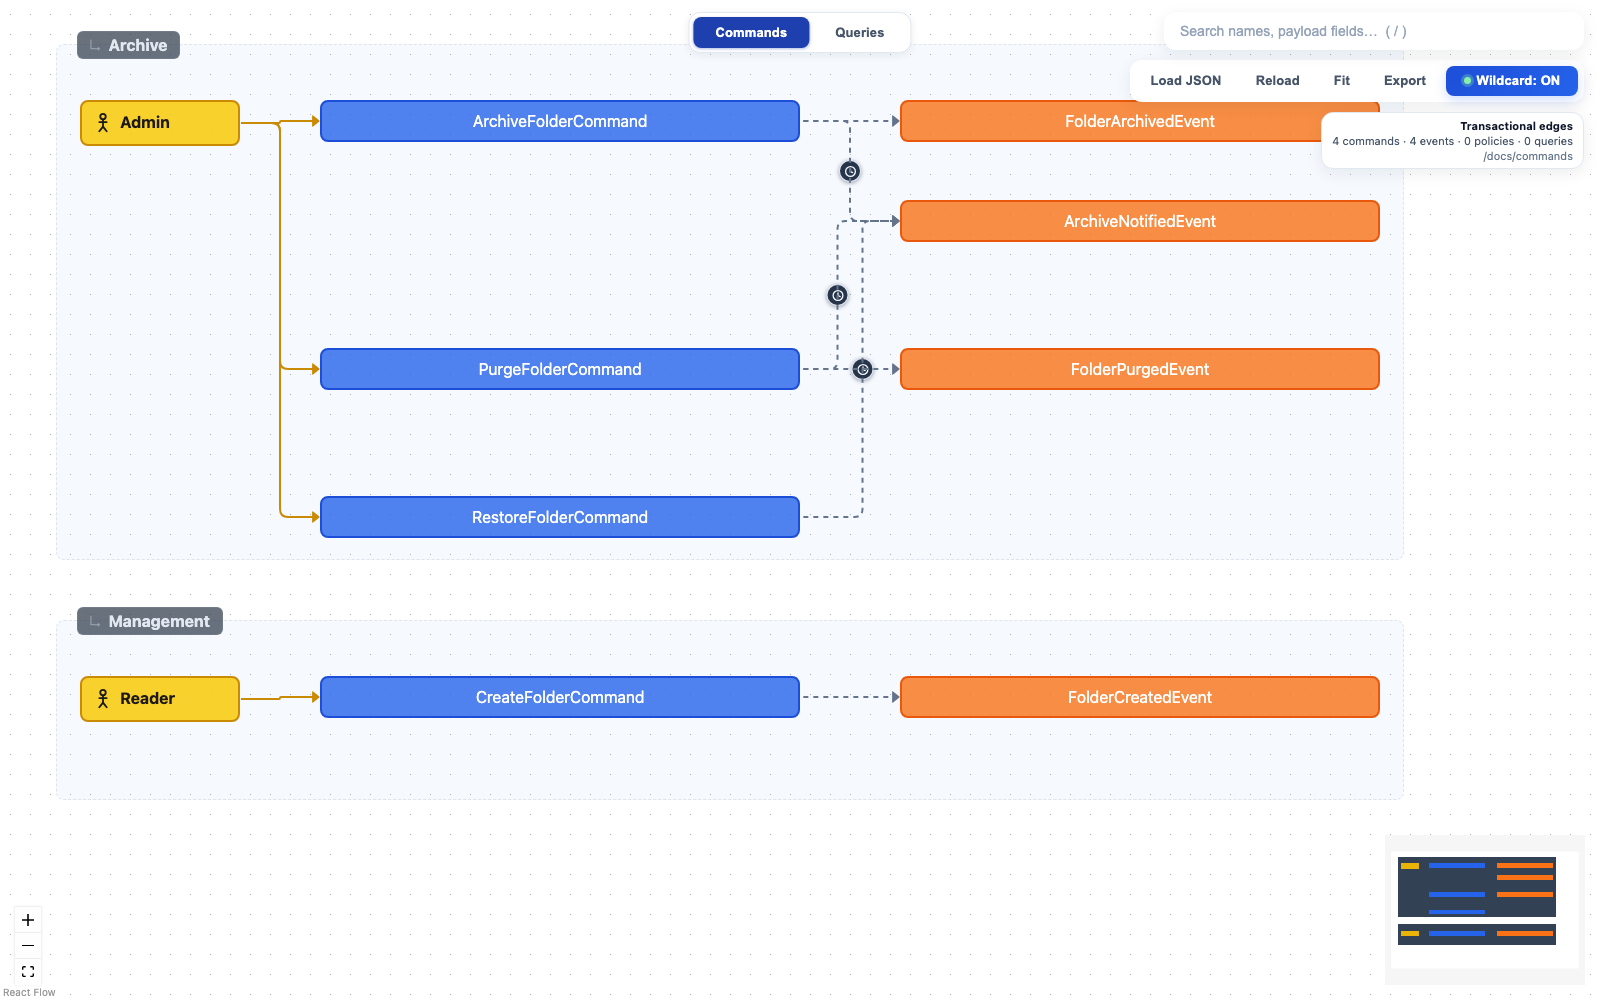 Archive
Commands
Queries
Search names, payload fields... ( / )
Load JSON
Reload
Fit
Export
Wildcard: ON
Transactional edges
4 commands · 4 events · 0 policies · 0 queries
/docs/commands
Admin
ArchiveFolderCommand
FolderArchivedEvent
ArchiveNotifiedEvent
PurgeFolderCommand
FolderPurgedEvent
RestoreFolderCommand
Management
Reader
CreateFolderCommand
FolderCreatedEvent
React Flow